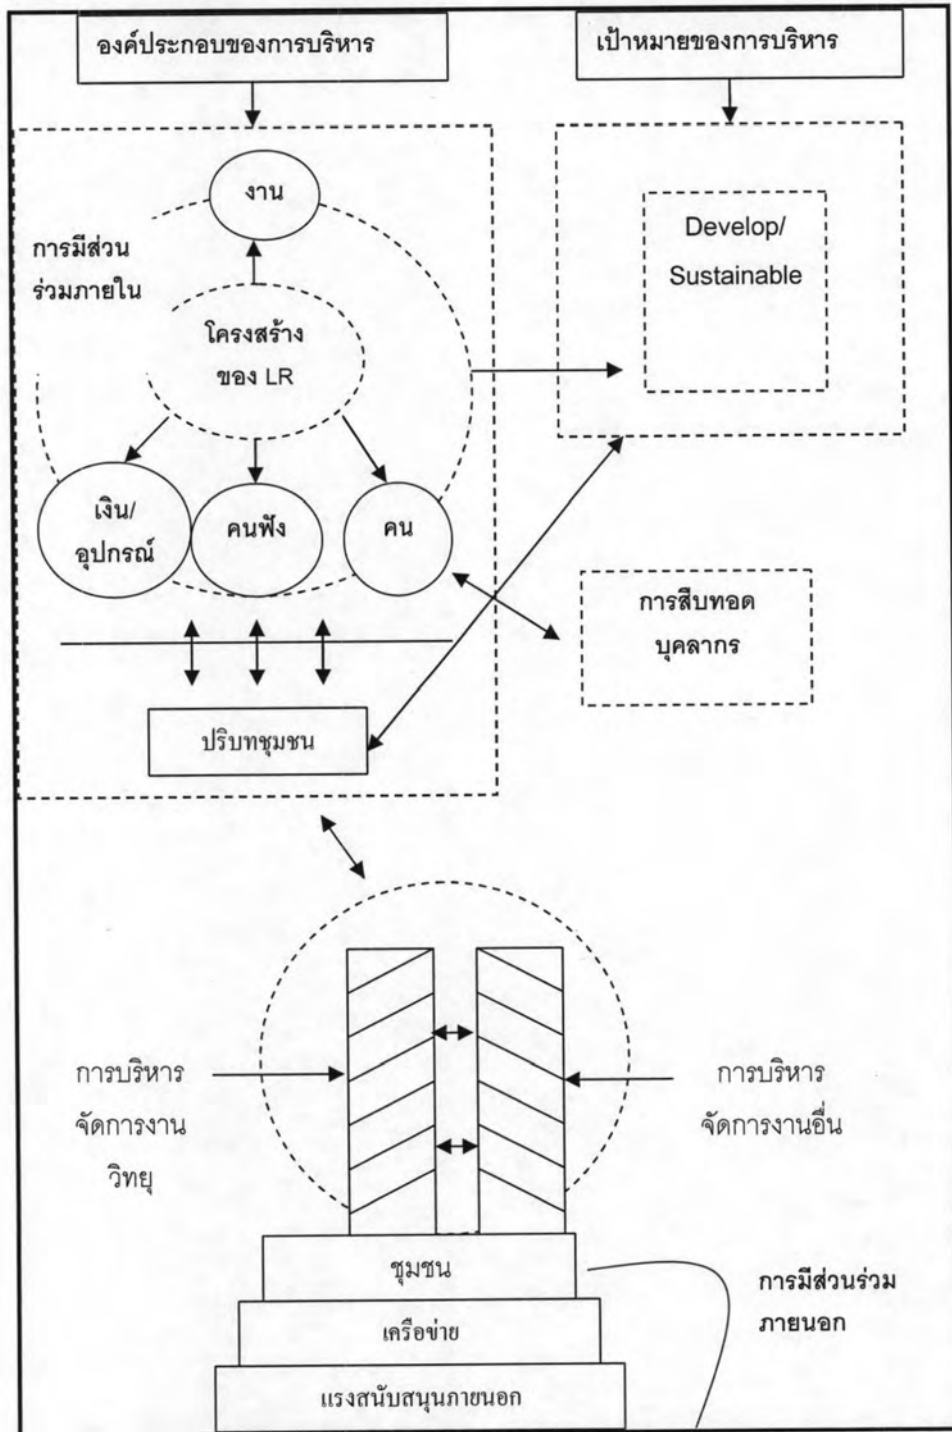 องค์ประกอบของการบริหาร
เป้าหมายของการบริหาร
งาน
การมีส่วน
ร่วมภายใน
โครงสร้าง
ของ LR
Develop/
Sustainable
เงิน/
อุปกรณ์
คนฟัง
คน
การสืบทอด
บุคลากร
ปริบทชุมชน
การบริหาร
จัดการงาน
วิทยุ
การบริหาร
จัดการงานอื่น
ชุมชน
เครือข่าย
แรงสนับสนุนภายนอก
การมีส่วนร่วม
ภายนอก